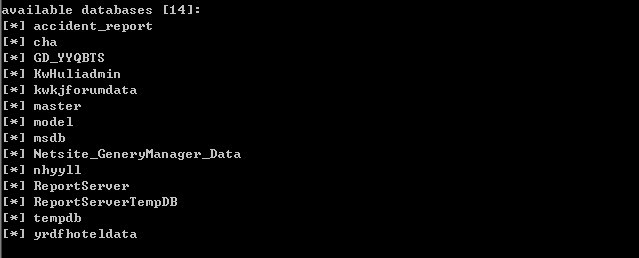 available databases [14]:
[*] accident_report
[*] cha
[*] GD_YYQBTS
[*] KwHuliadmin
[*] kwkjforumdata
[*] master
[*] model
[*] msdb
[*] Netsite_GeneryManager_Data
[*] nhyyll
[*] ReportServer
[*] ReportServerTempDB
[*] tempdb
[*] yrdfhoteldata